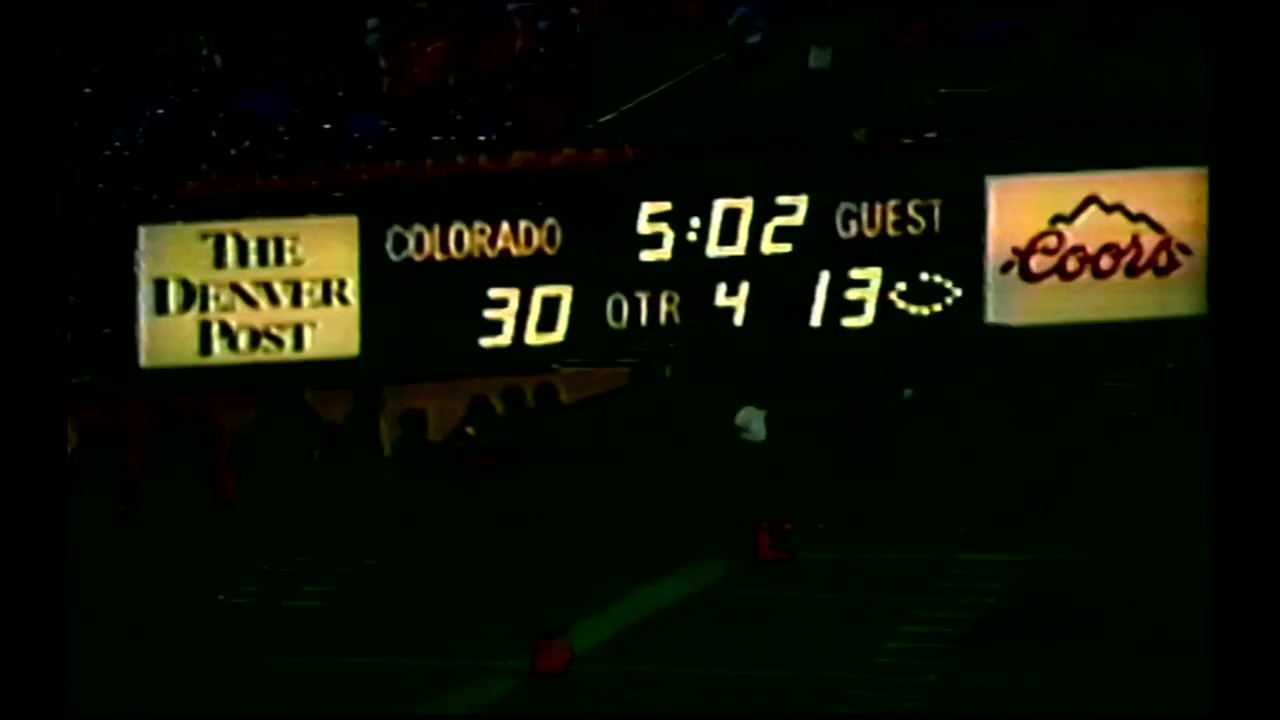 THE
DENVER
POST
COLORADO 5:02 GUEST
30 QTR 4 13
Coors